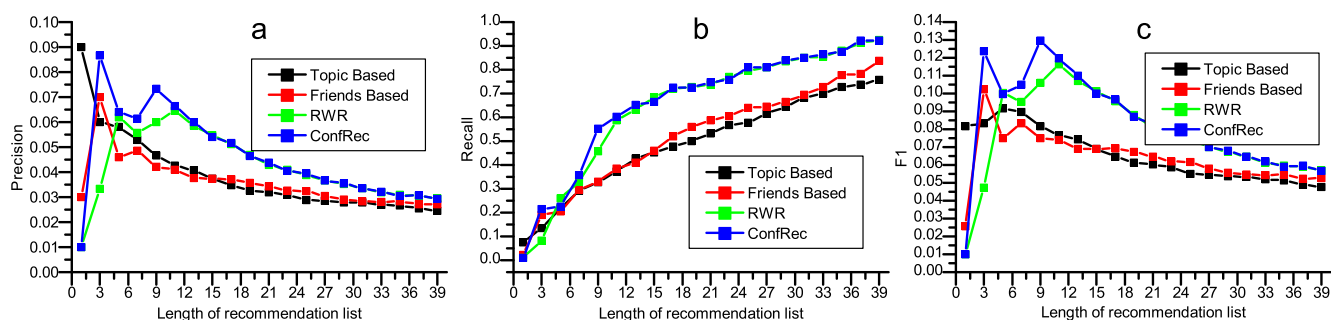 a
0.10
0.09
0.08
0.07
0.06
0.05
0.04
0.03
0.02
0.01
0.00
Precision
Topic Based
Friends Based
RWR
ConfRec
0 3 6 9 12 15 18 21 24 27 30 33 36 39
Length of recommendation list
b
1.0
0.9
0.8
0.7
0.6
0.5
0.4
0.3
0.2
0.1
0.0
Recall
Topic Based
Friends Based
RWR
ConfRec
0 3 6 9 12 15 18 21 24 27 30 33 36 39
Length of recommendation list
c
0.14
0.13
0.12
0.11
0.10
0.09
0.08
0.07
0.06
0.05
0.04
0.03
0.02
0.01
0.00
F1
Topic Based
Friends Based
RWR
ConfRec
0 3 6 9 12 15 18 21 24 27 30 33 36 39
Length of recommendation list